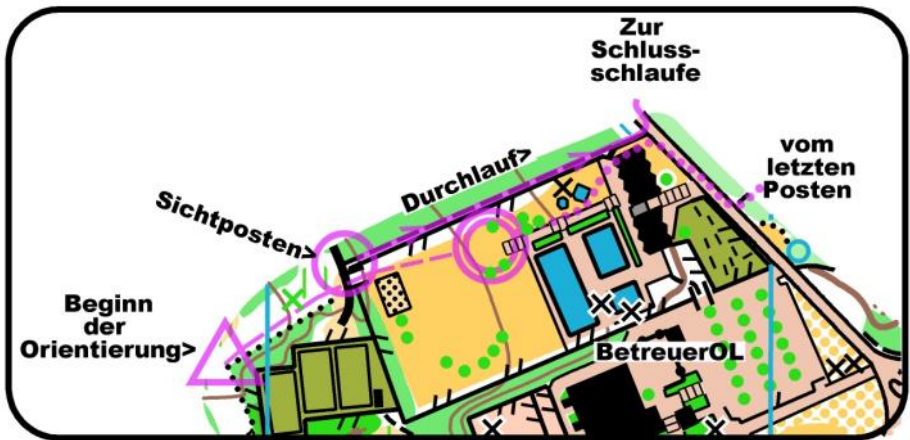 Zur
Schluss-
schlaufe
vom
letzten
Posten
Durchlauf>
Sichtposten>
Beginn
der
Orientierung>
BetreuerOL